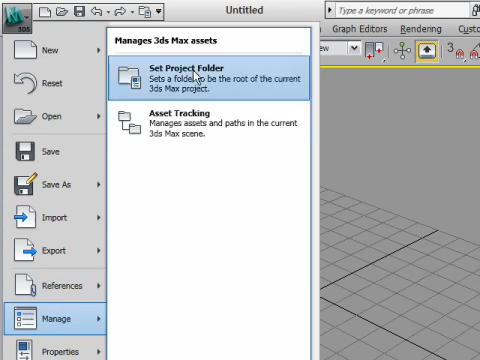 Untitled
Type a keyword or phrase
3DS
Graph Editors
Rendering
New
Manages 3ds Max assets
Set Project Folder
Sets a folder to be the root of the current
3ds Max project.
Reset
Asset Tracking
Manages assets and paths in the current
3ds Max scene.
Open
Save
Save As
Import
Export
References
Manage
Properties
3